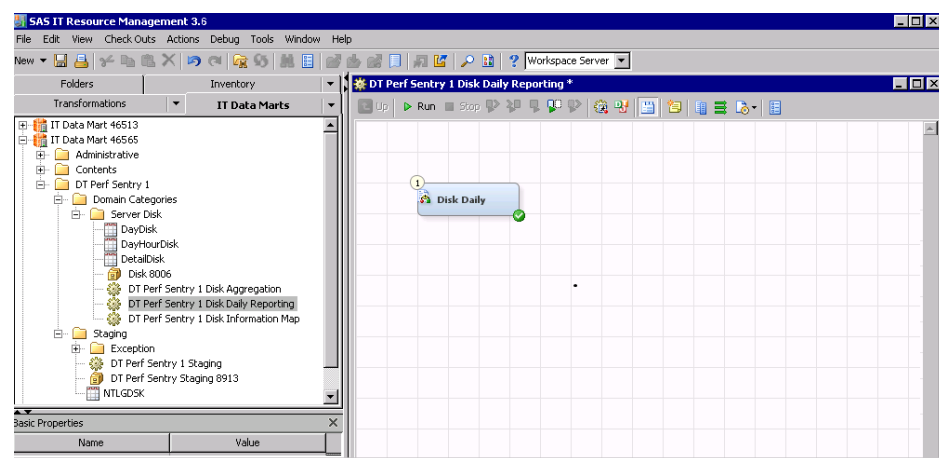 SAS IT Resource Management 3.6
File Edit View Check Outs Actions Debug Tools Window Help
New Workspace Server
Folders Inventory
Transformations IT Data Marts
IT Data Mart 46513
IT Data Mart 46565
Administrative
Contents
DT Perf Sentry 1
Domain Categories
Server Disk
DayDisk
DayHourDisk
DetailDisk
Disk 8006
DT Perf Sentry 1 Disk Aggregation
DT Perf Sentry 1 Disk Daily Reporting
DT Perf Sentry 1 Disk Information Map
Staging
Exception
DT Perf Sentry 1 Staging
DT Perf Sentry Staging 8913
NTLGDSK
Basic Properties
Name Value
DT Perf Sentry 1 Disk Daily Reporting *
Up Run Stop
1
Disk Daily